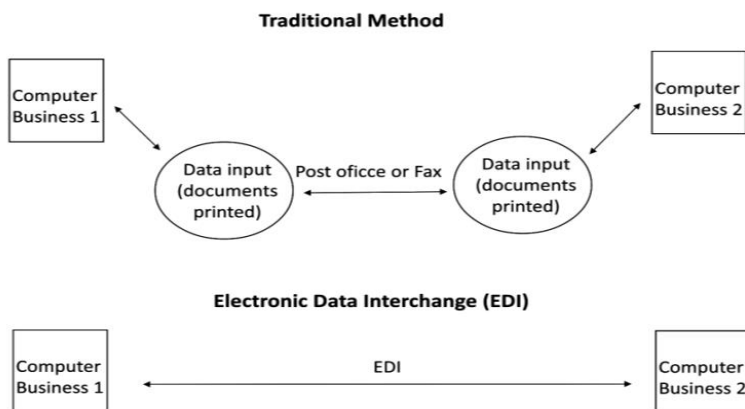 Traditional Method
Computer
Business 1
Computer
Business 2
Data input
(documents
printed)
Post oficce or Fax
Data input
(documents
printed)
Electronic Data Interchange (EDI)
Computer
Business 1
EDI
Computer
Business 2